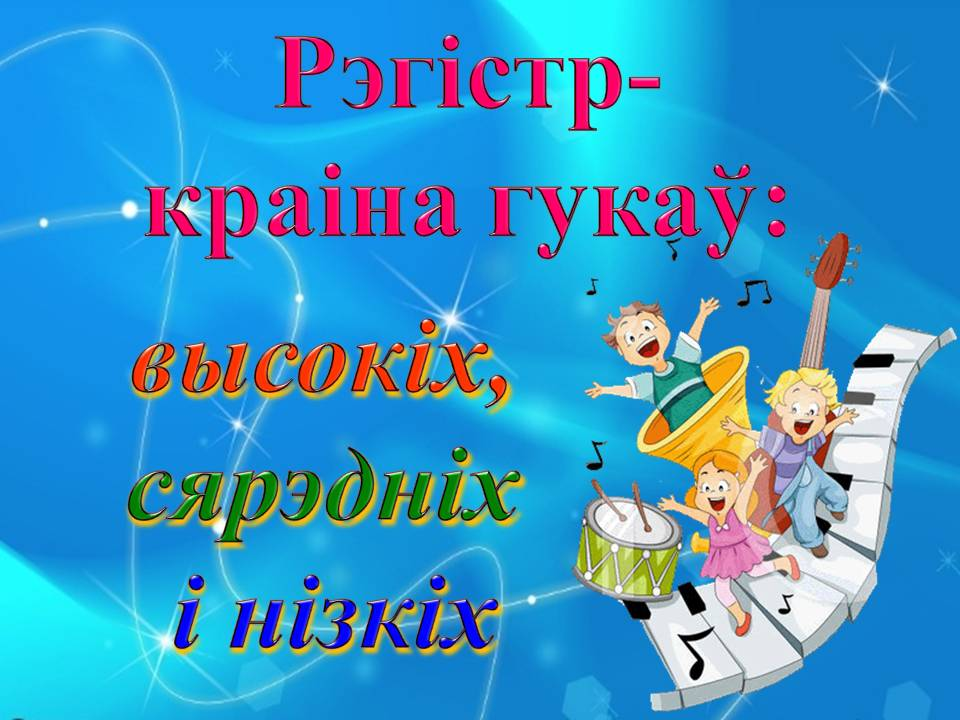 Рэгістр-
краіна гукаў:
высокіх,
сярэдніх
і нізкіх